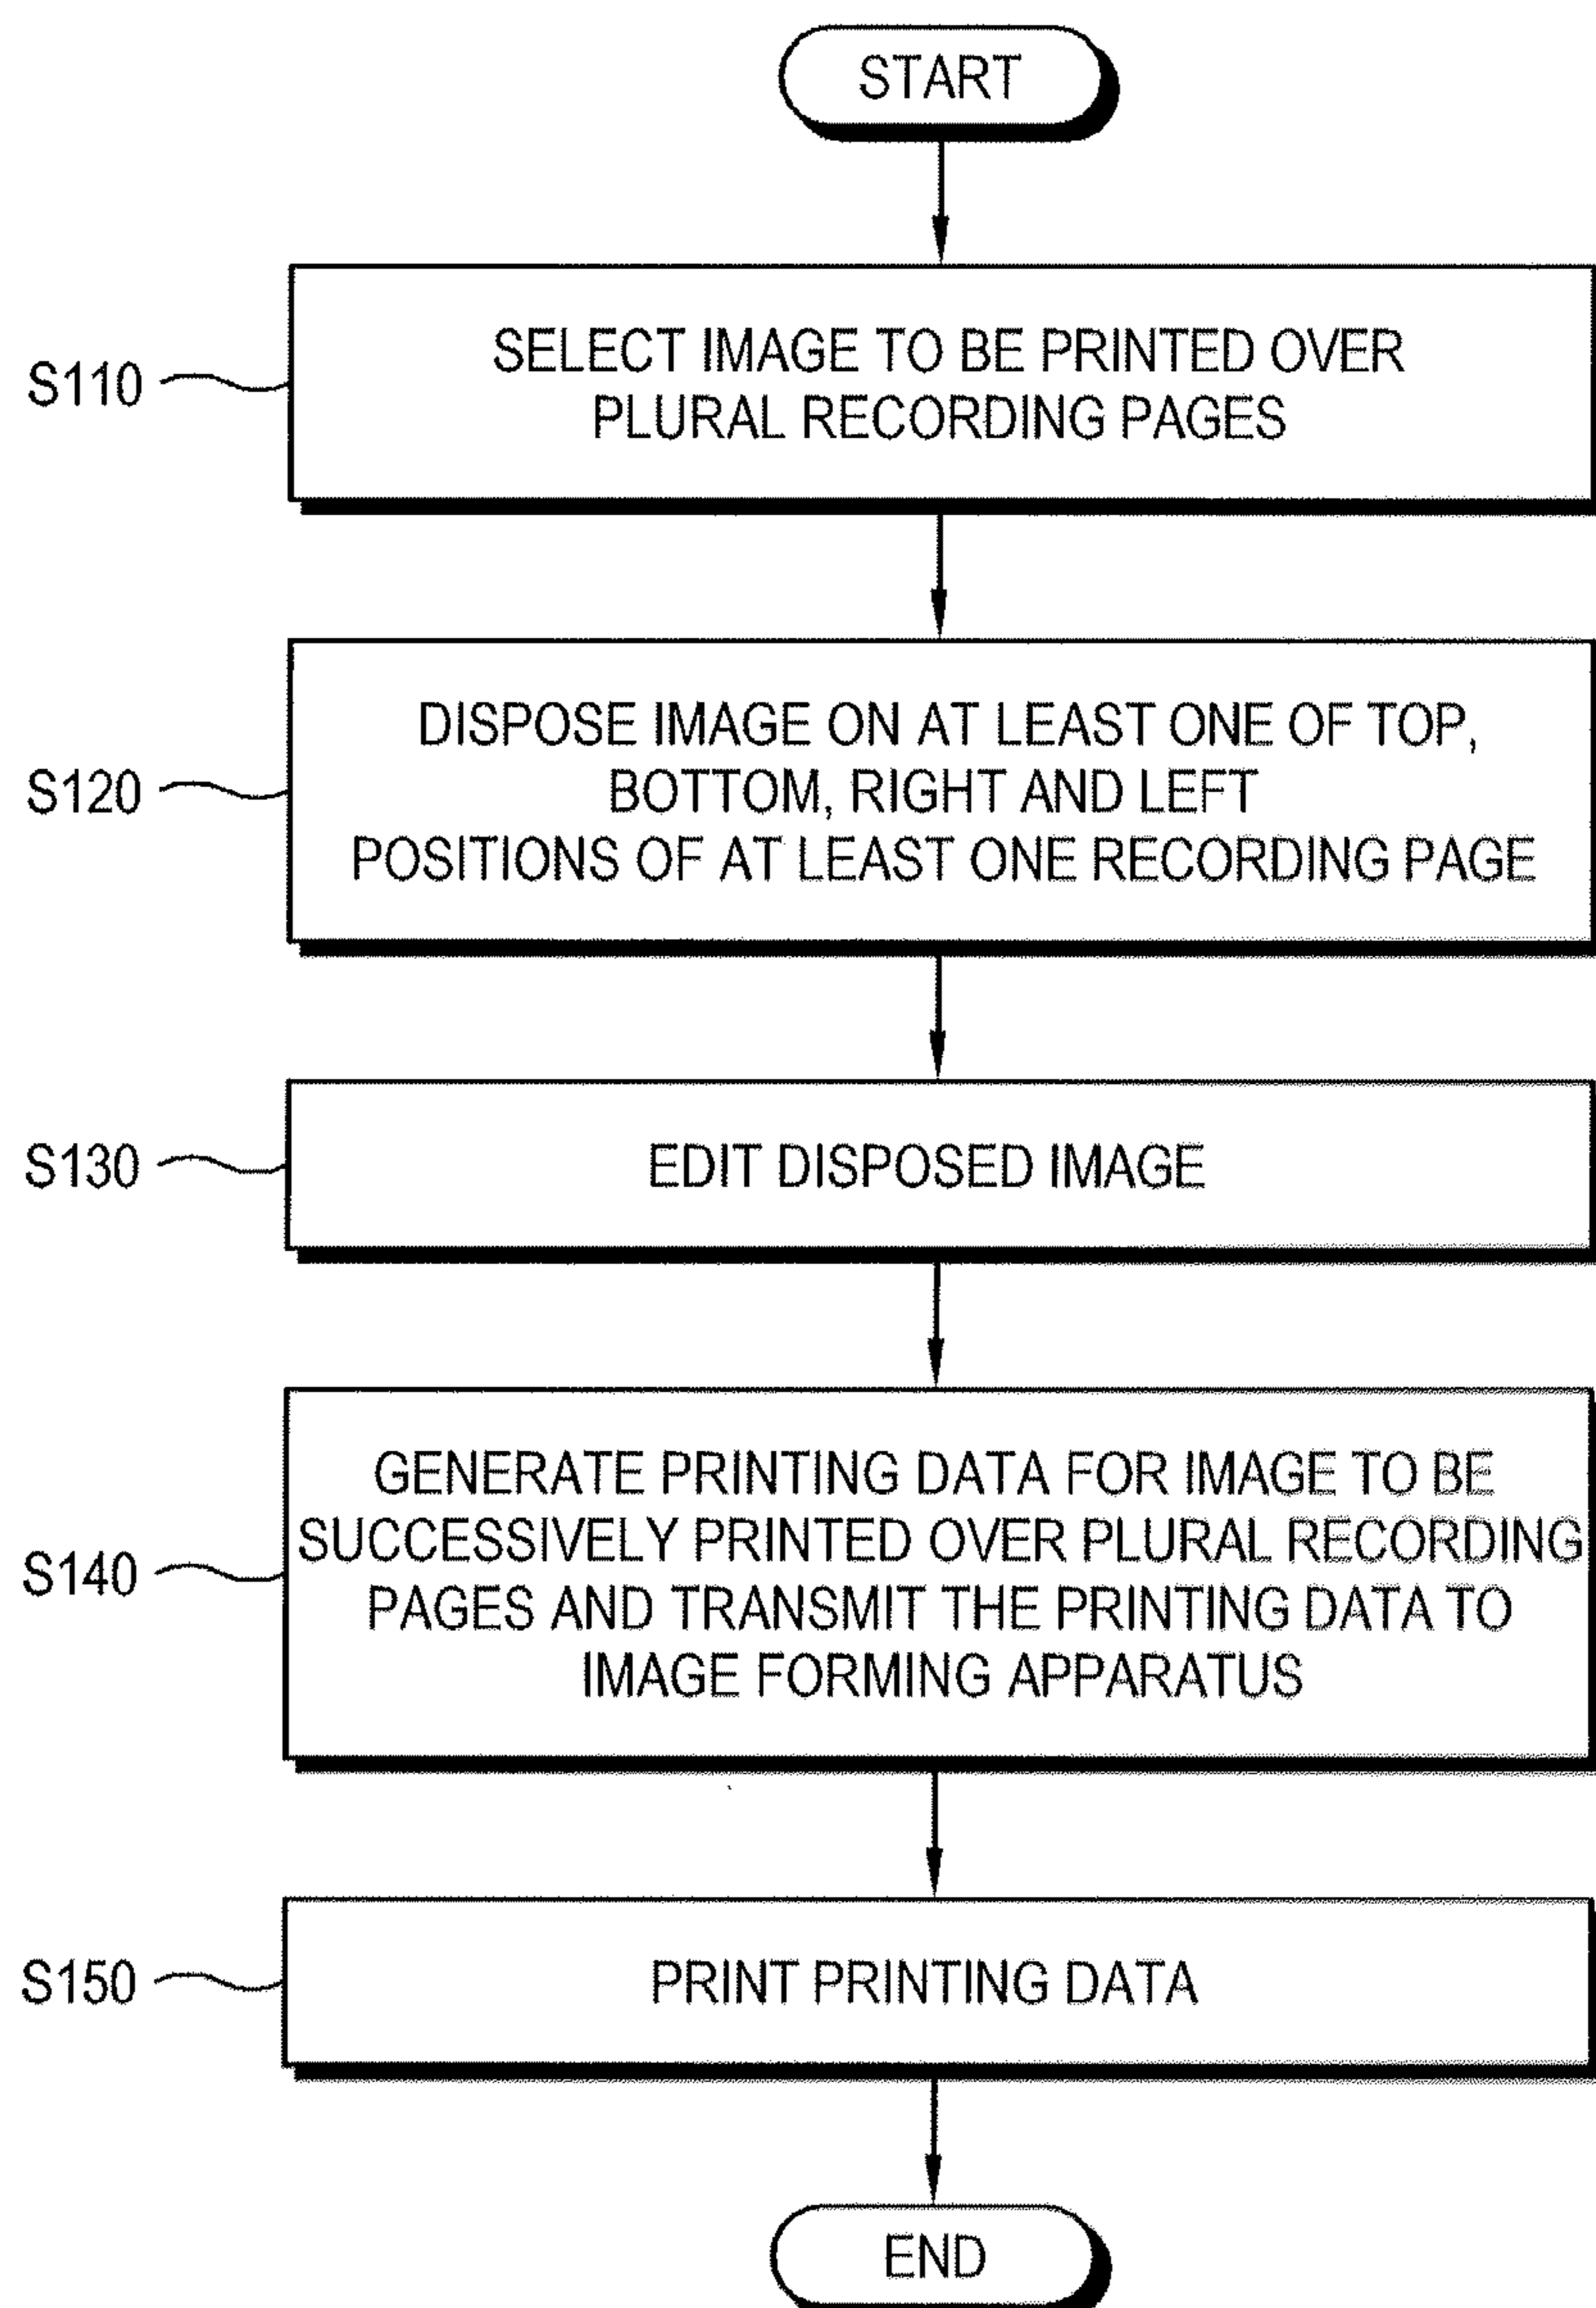 START
S110
SELECT IMAGE TO BE PRINTED OVER
PLURAL RECORDING PAGES
S120
DISPOSE IMAGE ON AT LEAST ONE OF TOP,
BOTTOM, RIGHT AND LEFT
POSITIONS OF AT LEAST ONE RECORDING PAGE
S130
EDIT DISPOSED IMAGE
S140
GENERATE PRINTING DATA FOR IMAGE TO BE
SUCCESSIVELY PRINTED OVER PLURAL RECORDING
PAGES AND TRANSMIT THE PRINTING DATA TO
IMAGE FORMING APPARATUS
S150
PRINT PRINTING DATA
END